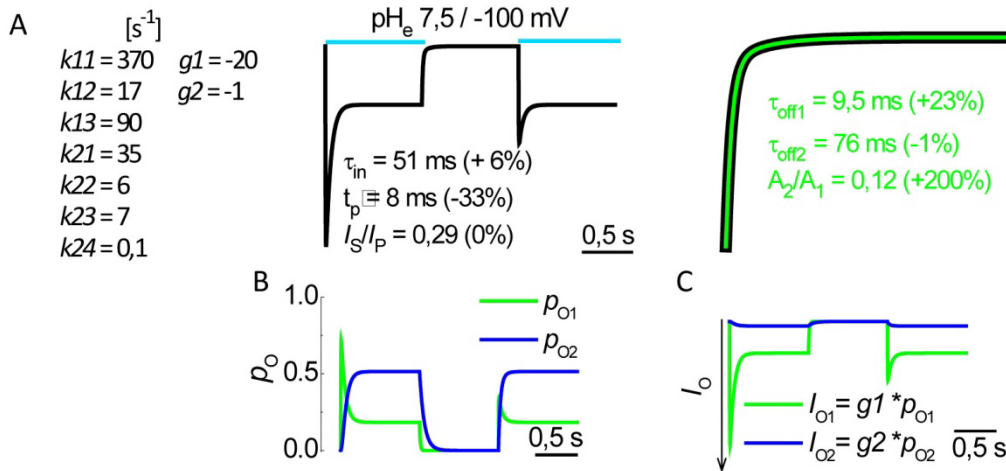 A
[s⁻¹]
k11 = 370 g1 = -20
k12 = 17 g2 = -1
k13 = 90
k21 = 35
k22 = 6
k23 = 7
k24 = 0,1
pHₑ 7,5 / -100 mV
τin = 51 ms (+ 6%)
tp = 8 ms (-33%)
IS/IP = 0,29 (0%)
0,5 s
τoff1 = 9,5 ms (+23%)
τoff2 = 76 ms (-1%)
A₂/A₁ = 0,12 (+200%)
B
1.0
0.5
0.0
pO
pO1
pO2
0,5 s
C
IO
IO1= g1 *pO1
IO2= g2 *pO2
0,5 s